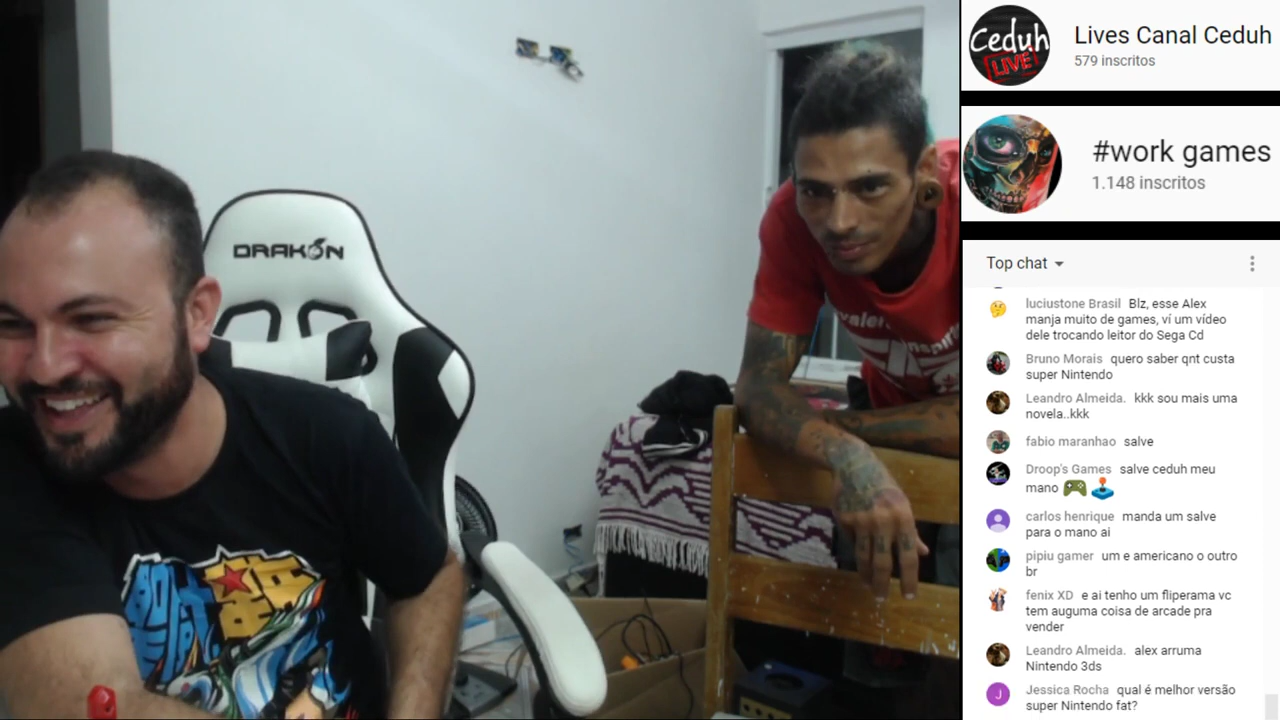 DRAKON
Ceduh
LIVE
Lives Canal Ceduh
579 inscritos
#work games
1.148 inscritos
Top chat
luciustone Brasil Blz, esse Alex
manja muito de games, ví um vídeo
dele trocando leitor do Sega Cd
Bruno Morais quero saber qnt custa
super Nintendo
Leandro Almeida. kkk sou mais uma
novela..kkk
fabio maranhao salve
Droop's Games salve ceduh meu
mano
carlos henrique manda um salve
para o mano ai
pipiu gamer um e americano o outro
br
fenix XD e ai tenho um fliperama vc
tem auguma coisa de arcade pra
vender
Leandro Almeida. alex arruma
Nintendo 3ds
J
Jessica Rocha qual é melhor versão
super Nintendo fat?